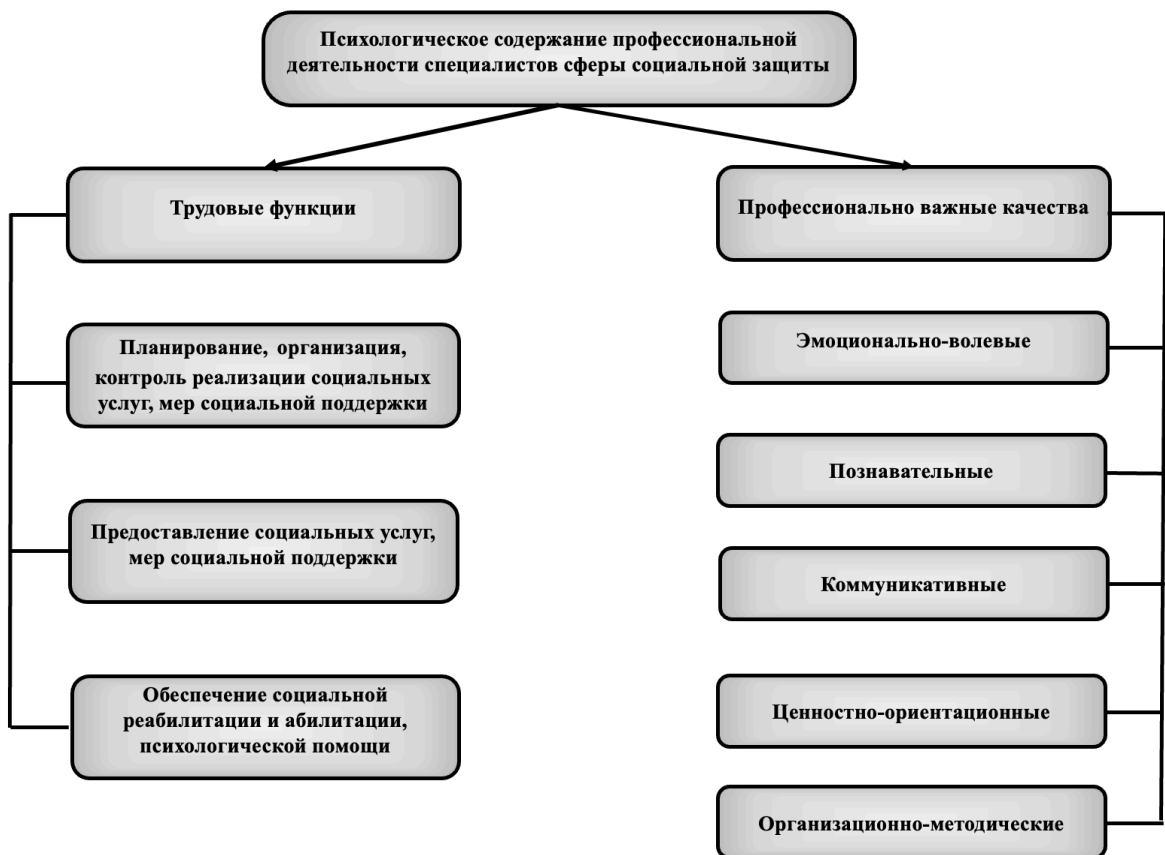 Психологическое содержание профессиональной
деятельности специалистов сферы социальной защиты
Трудовые функции
Планирование, организация,
контроль реализации социальных
услуг, мер социальной поддержки
Предоставление социальных услуг,
мер социальной поддержки
Обеспечение социальной
реабилитации и абилитации,
психологической помощи
Профессионально важные качества
Эмоционально-волевые
Познавательные
Коммуникативные
Ценностно-ориентационные
Организационно-методические